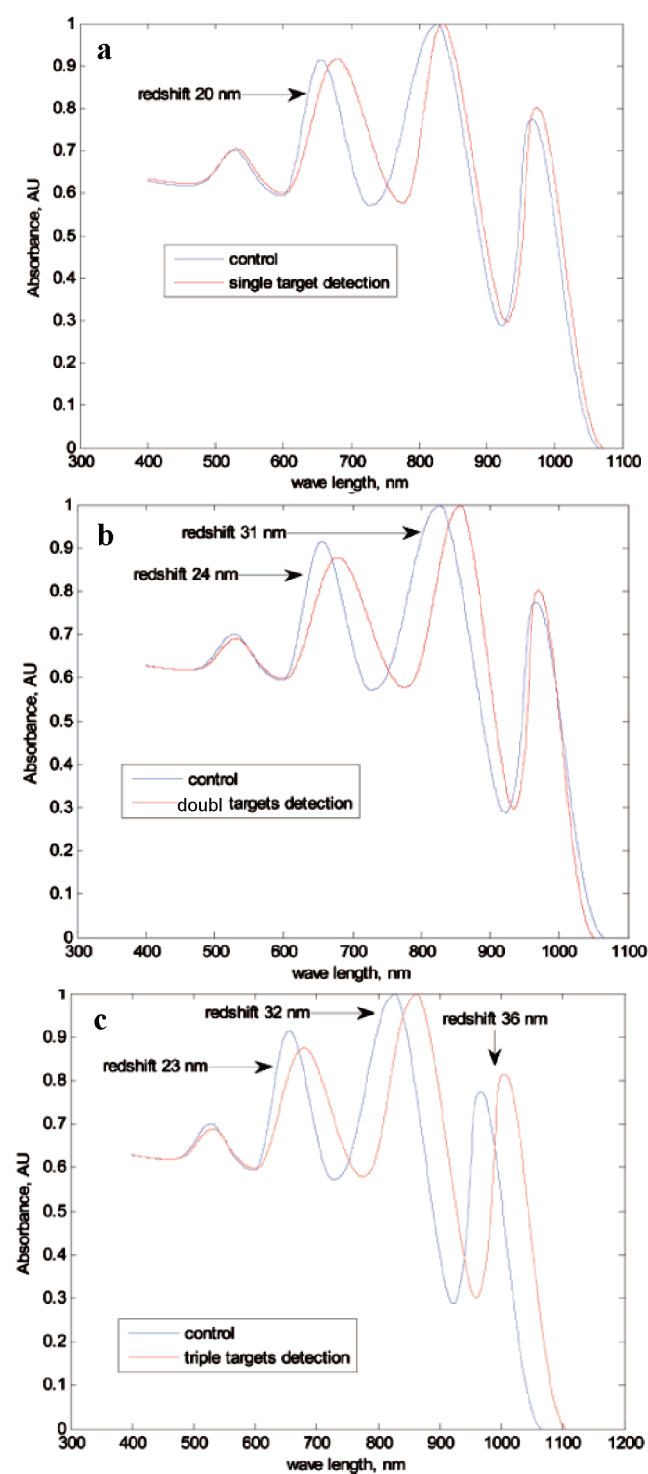 a
1
0.9
0.8
0.7
0.6
0.5
0.4
0.3
0.2
0.1
0
Absorbance, AU
redshift 20 nm
control
single target detection
300 400 500 600 700 800 900 1000 1100
wave length, nm
b
1
0.9
0.8
0.7
0.6
0.5
0.4
0.3
0.2
0.1
0
Absorbance, AU
redshift 31 nm
redshift 24 nm
control
doubl targets detection
300 400 500 600 700 800 900 1000 1100
wave length, nm
c
1
0.9
0.8
0.7
0.6
0.5
0.4
0.3
0.2
0.1
0
Absorbance, AU
redshift 32 nm
redshift 36 nm
redshift 23 nm
control
triple targets detection
300 400 500 600 700 800 900 1000 1100 1200
wave length, nm